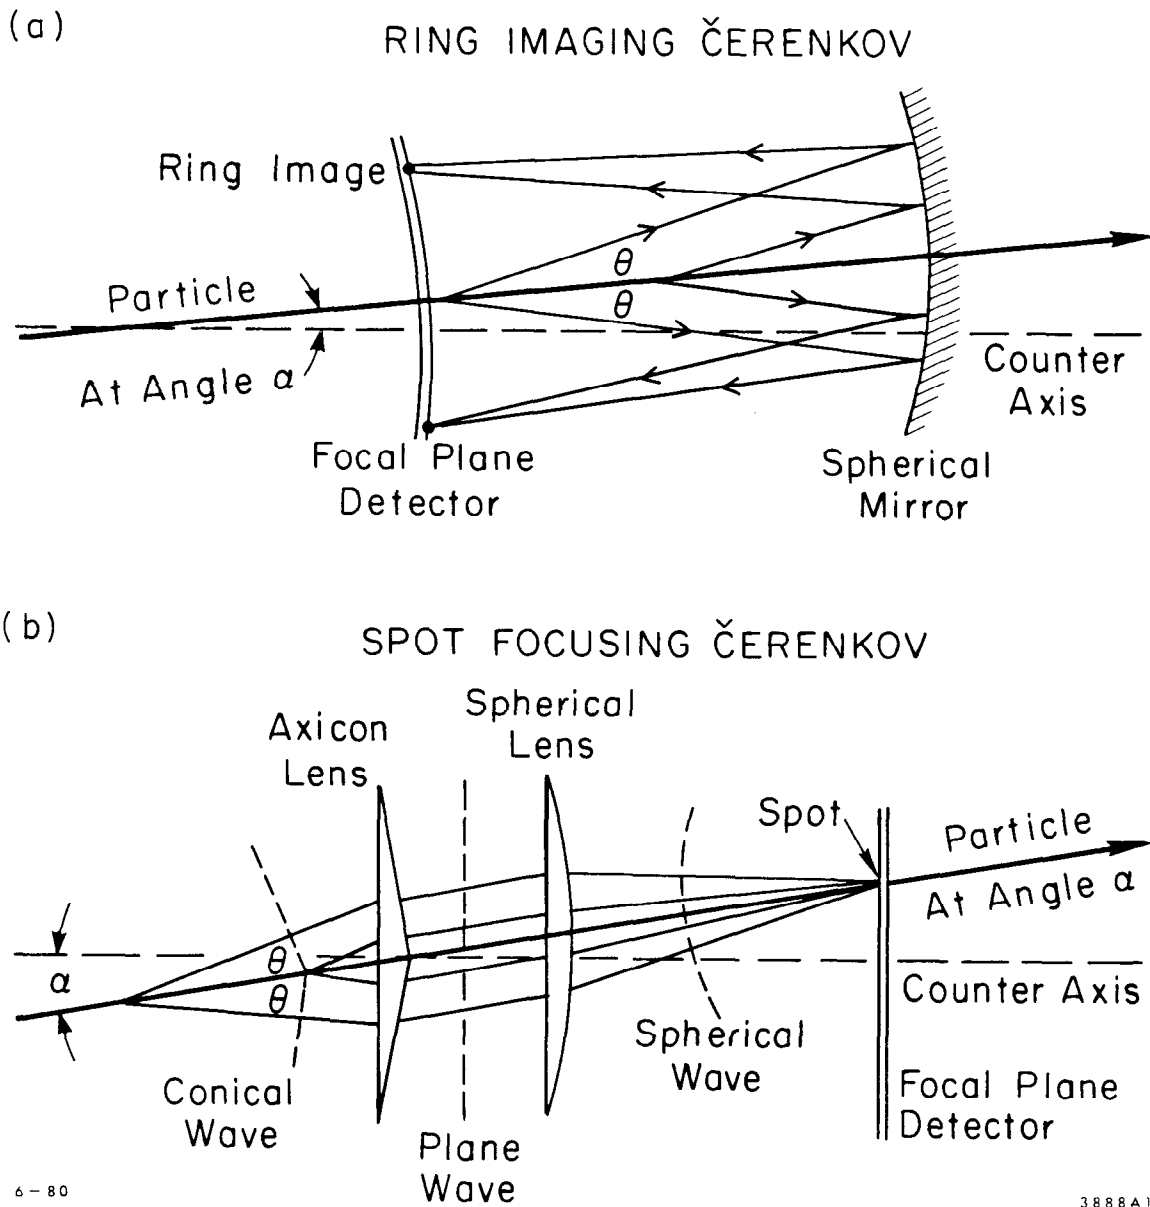 (a)
RING IMAGING ČERENKOV
Ring Image
θ
θ
Particle
At Angle α
Counter
Axis
Focal Plane
Detector
Spherical
Mirror
(b)
SPOT FOCUSING ČERENKOV
Axicon
Lens
Spherical
Lens
Spot
Particle
At Angle α
α
θ
θ
Counter Axis
Conical
Wave
Plane
Wave
Spherical
Wave
Focal Plane
Detector
6-80
3888A1